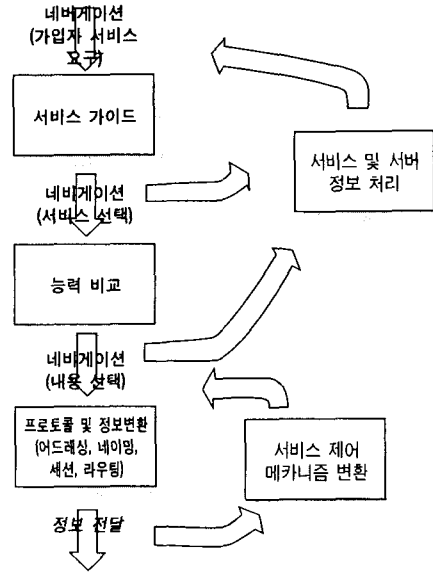 네비게이션
(가입자 서비스
요구)
서비스 가이드
서비스 및 서버
정보 처리
네비게이션
(서비스 선택)
능력 비교
네비게이션
(내용 선택)
프로토콜 및 정보변환
(어드레싱, 네이밍,
세션, 라우팅)
서비스 제어
메카니즘 변환
정보 전달